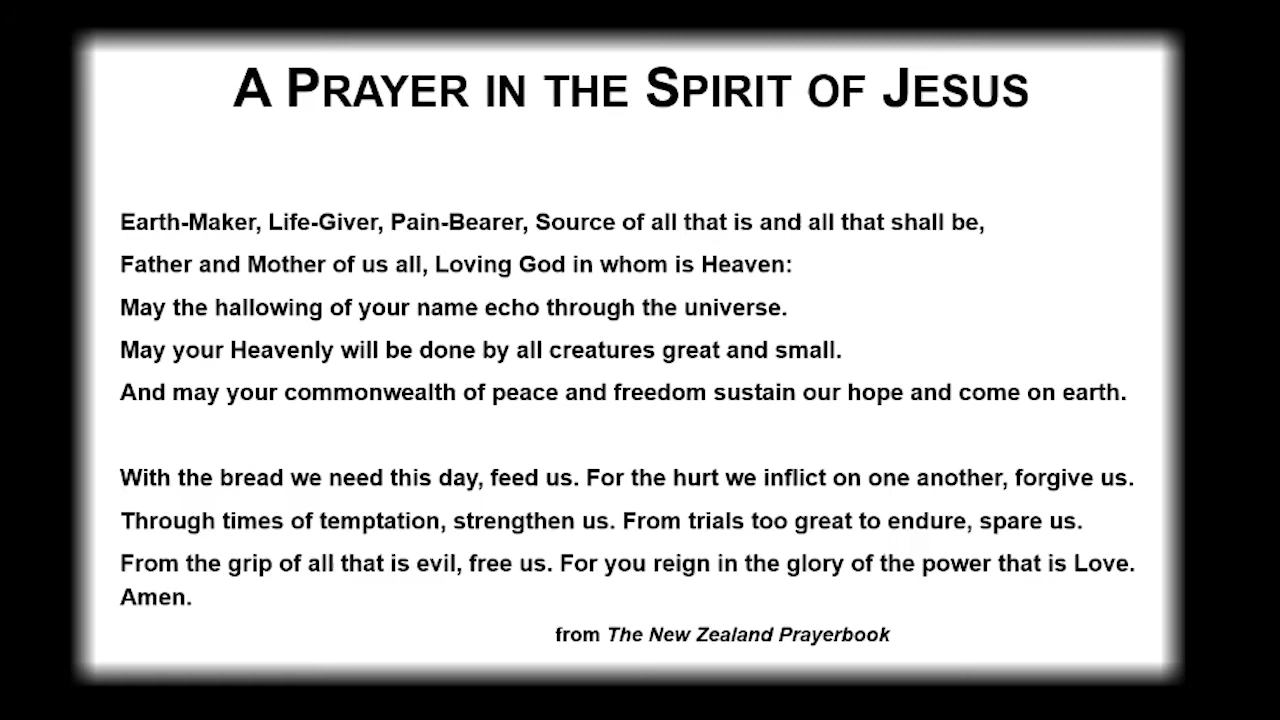 A Prayer in the Spirit of Jesus
Earth-Maker, Life-Giver, Pain-Bearer, Source of all that is and all that shall be,
Father and Mother of us all, Loving God in whom is Heaven:
May the hallowing of your name echo through the universe.
May your Heavenly will be done by all creatures great and small.
And may your commonwealth of peace and freedom sustain our hope and come on earth.
With the bread we need this day, feed us. For the hurt we inflict on one another, forgive us.
Through times of temptation, strengthen us. From trials too great to endure, spare us.
From the grip of all that is evil, free us. For you reign in the glory of the power that is Love.
Amen.
from The New Zealand Prayerbook